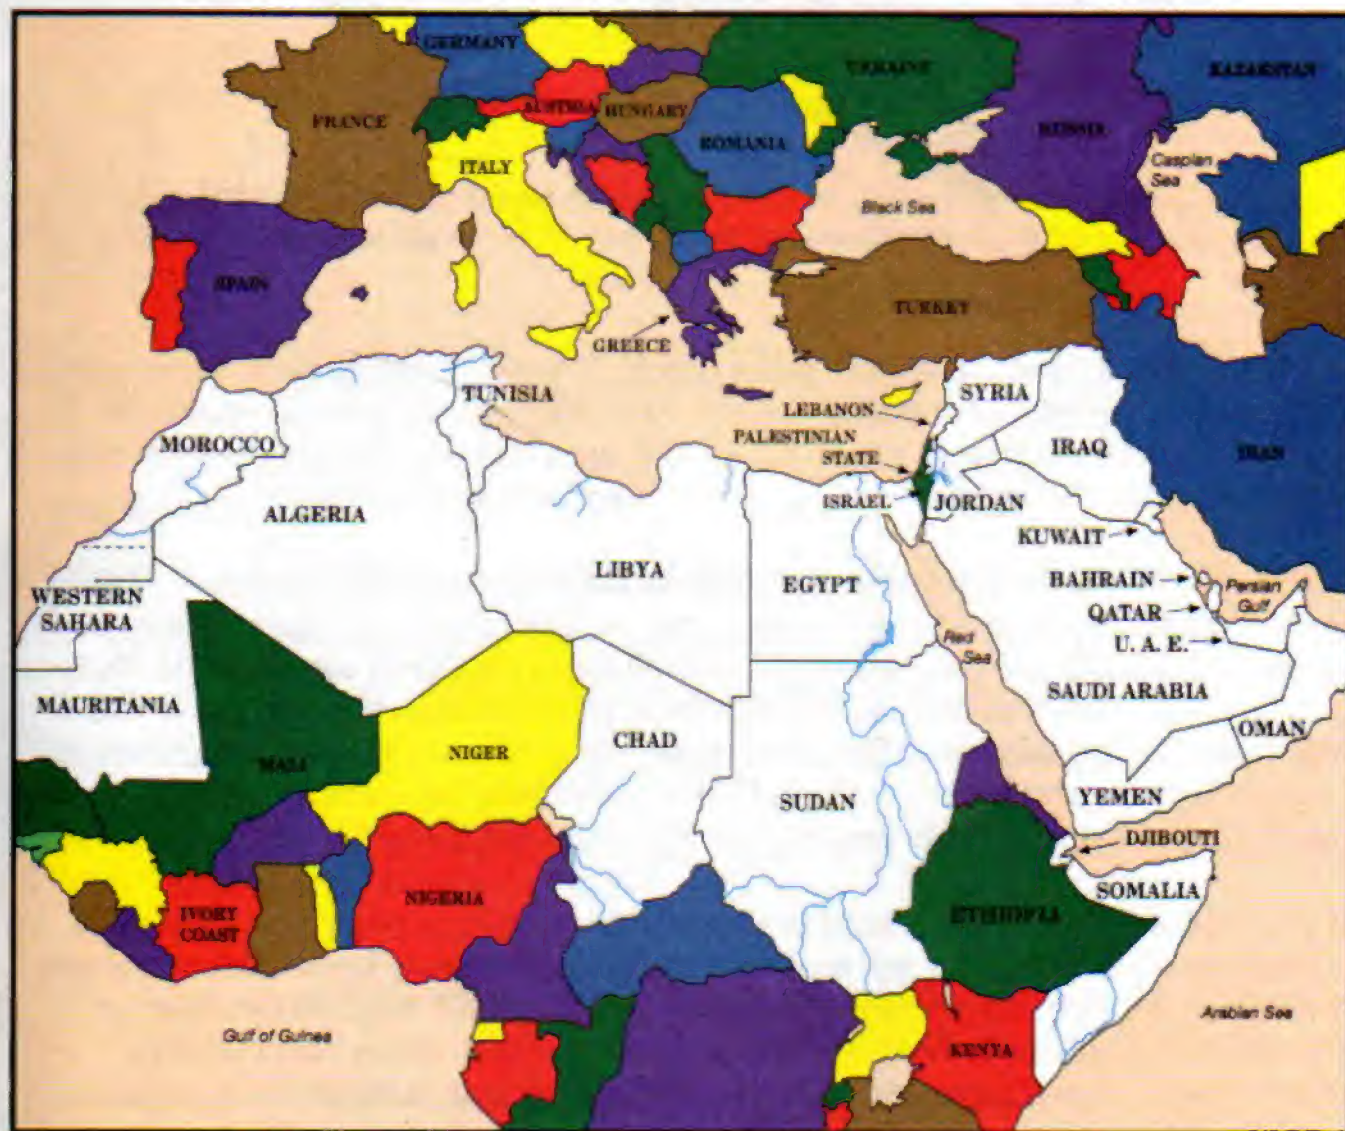 GERMANY
UKRAINE
KAZAKSTAN
FRANCE
AUSTRIA
HUNGARY
ROMANIA
RUSSIA
ITALY
Caspian
Sea
Black Sea
SPAIN
TURKEY
GREECE
TUNISIA
SYRIA
LEBANON
MOROCCO
PALESTINIAN
STATE
IRAQ
IRAN
ISRAEL
JORDAN
ALGERIA
KUWAIT
LIBYA
EGYPT
BAHRAIN
Persian
Gulf
WESTERN
SAHARA
QATAR
Red
Sea
U. A. E.
MAURITANIA
SAUDI ARABIA
OMAN
NIGER
CHAD
MALI
SUDAN
YEMEN
DJIBOUTI
SOMALIA
NIGERIA
IVORY
COAST
ETHIOPIA
Gulf of Guinea
KENYA
Arabian Sea